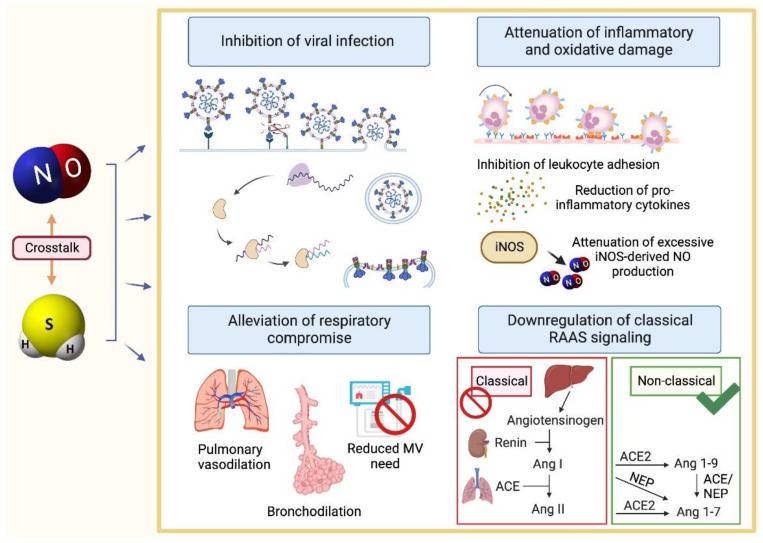 N O
Crosstalk
S
H H
Inhibition of viral infection
Attenuation of inflammatory
and oxidative damage
Inhibition of leukocyte adhesion
Reduction of pro-
inflammatory cytokines
iNOS
Attenuation of excessive
iNOS-derived NO
production
N O
N O
N O
Alleviation of respiratory
compromise
Pulmonary
vasodilation
Bronchodilation
Reduced MV
need
Downregulation of classical
RAAS signaling
Classical
Angiotensinogen
Renin
Ang I
ACE
Ang II
Non-classical
ACE2
Ang 1-9
NEP
ACE/
NEP
ACE2
Ang 1-7